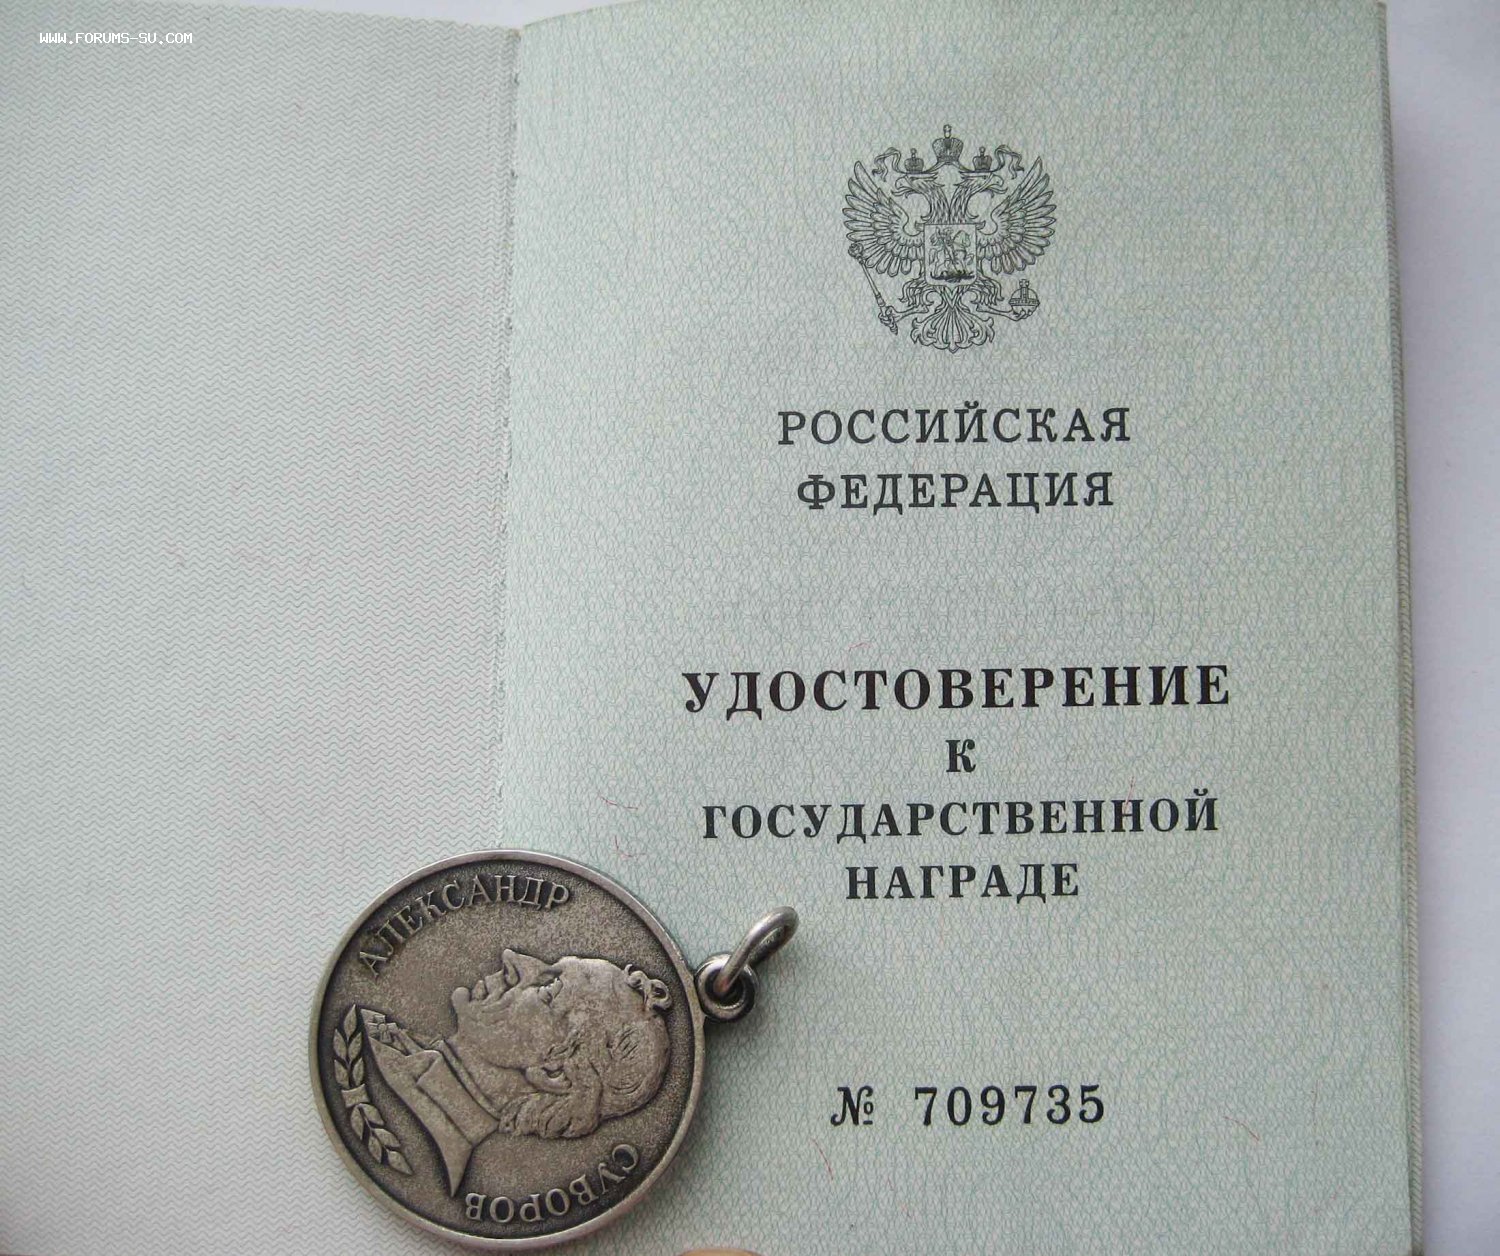 WWW.FORUMS-SU.COM
РОССИЙСКАЯ
ФЕДЕРАЦИЯ
УДОСТОВЕРЕНИЕ
К
ГОСУДАРСТВЕННОЙ
НАГРАДЕ
№ 709735
АЛЕКСАНДР
СУВОРОВ